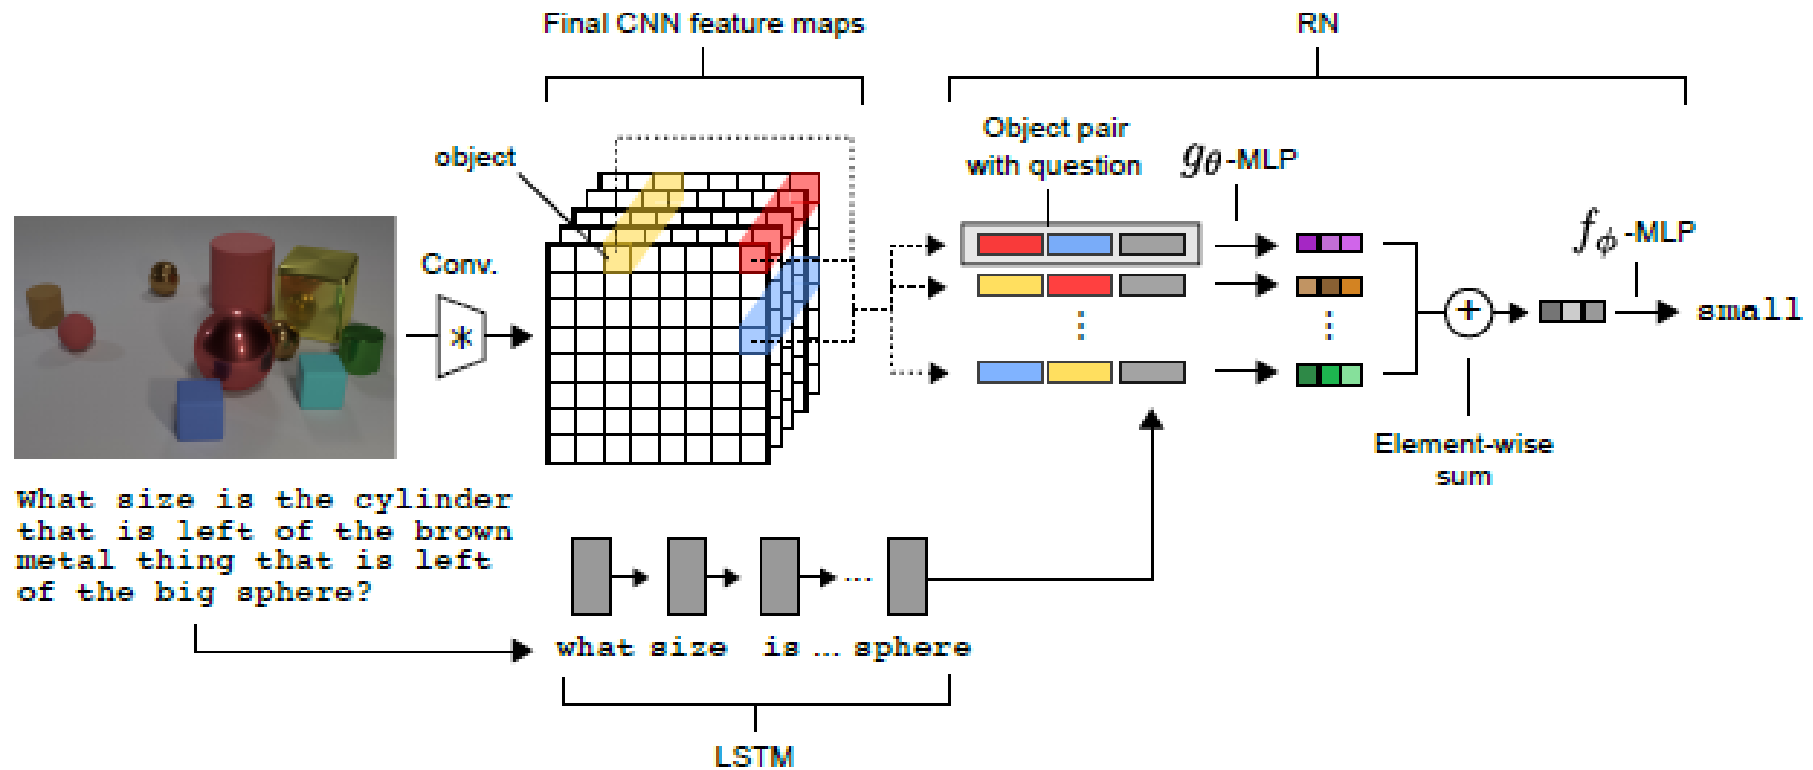 Final CNN feature maps
RN
object
Object pair
with question
gθ-MLP
fϕ-MLP
Conv.
*
+
small
Element-wise
sum
What size is the cylinder
that is left of the brown
metal thing that is left
of the big sphere?
...
what size is ... sphere
LSTM